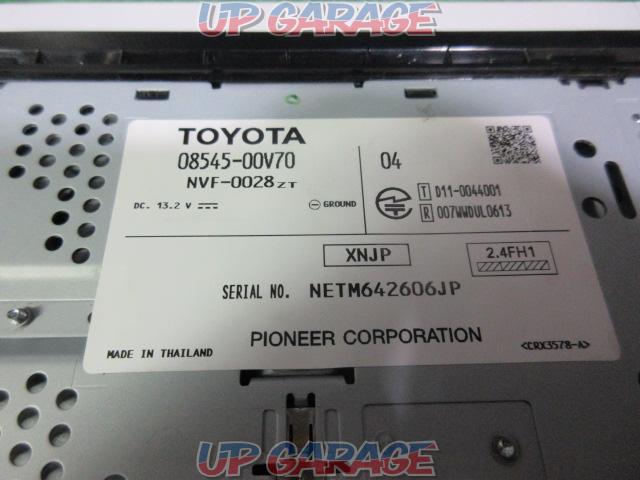 UP GARAGE
TOYOTA
08545-00V70
NVF-0028ZT
DC. 13.2 V
GROUND
04
T D11-0044001
R 007WWDUL0613
XNJP
2.4FH1
SERIAL NO. NETM642606JP
PIONEER CORPORATION
MADE IN THAILAND
<CRX3578-A>
UP GARAGE